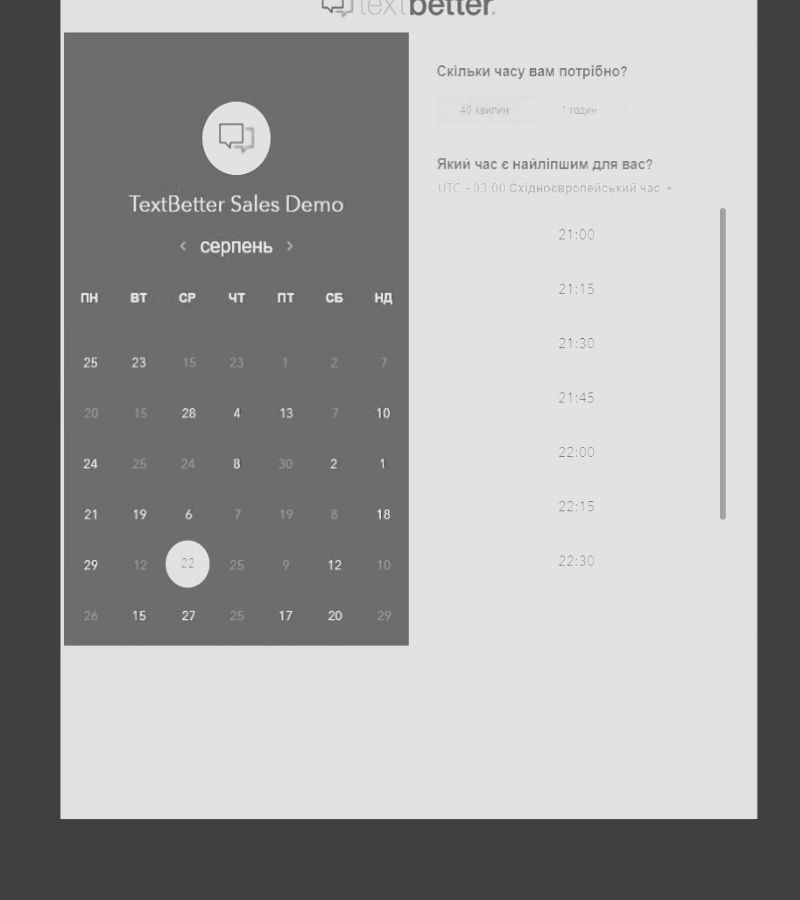 textbetter.
TextBetter Sales Demo
‹ серпень ›
ПН ВТ СР ЧТ ПТ СБ НД
25 23 15 23 1 2 7
20 15 28 4 13 7 10
24 25 24 8 30 2 1
21 19 6 7 19 8 18
29 12 22 25 9 12 10
26 15 27 25 17 20 29
Скільки часу вам потрібно?
40 хвилин 1 годин
Який час є найліпшим для вас?
UTC +03:00 Східноєвропейський час
21:00
21:15
21:30
21:45
22:00
22:15
22:30